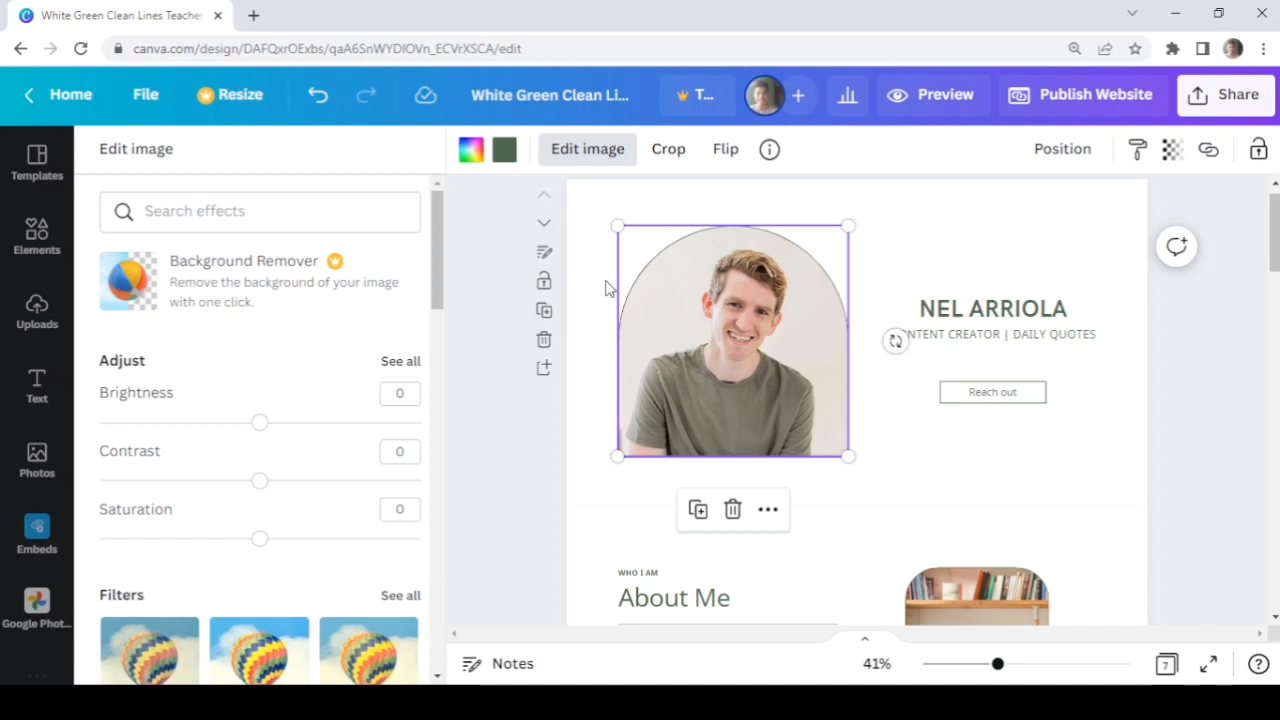 White Green Clean Lines Teacher
canva.com/design/DAFQxrOExbs/qaA6SnWYDIOVn_ECVrXSCA/edit
Home
File
Resize
White Green Clean Li...
T...
Preview
Publish Website
Share
Templates
Elements
Uploads
Text
Photos
Embeds
Google Phot...
Edit image
Search effects
Background Remover
Remove the background of your image
with one click.
Adjust
See all
Brightness
0
Contrast
0
Saturation
0
Filters
See all
Edit image
Crop
Flip
Position
NEL ARRIOLA
NTENT CREATOR | DAILY QUOTES
Reach out
WHO I AM
About Me
Notes
41%
7